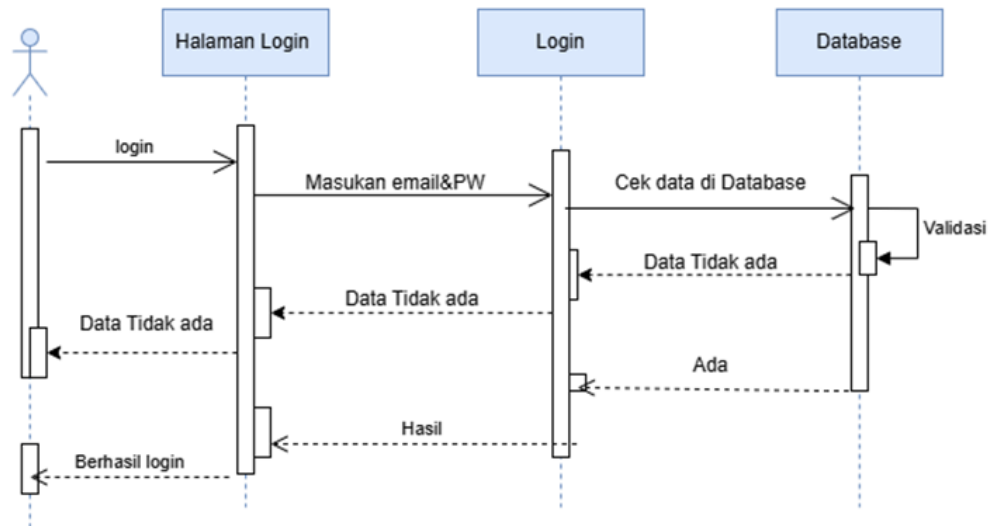 Halaman Login
Login
Database
login
Masukan email&PW
Cek data di Database
Validasi
Data Tidak ada
Data Tidak ada
Data Tidak ada
Ada
Hasil
Berhasil login